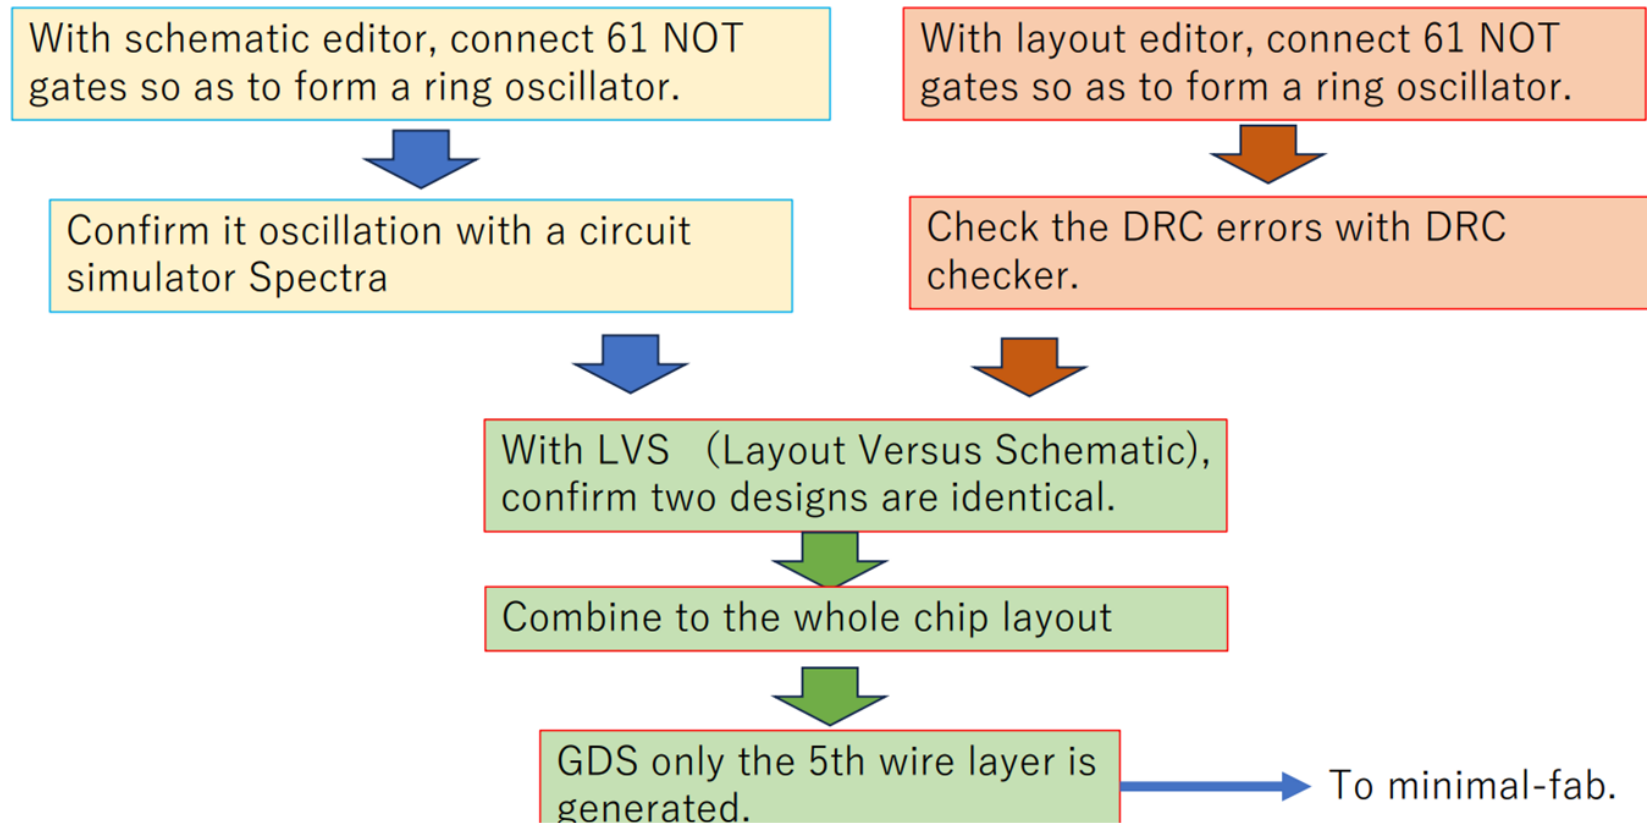 With schematic editor, connect 61 NOT
gates so as to form a ring oscillator.
With layout editor, connect 61 NOT
gates so as to form a ring oscillator.
Confirm it oscillation with a circuit
simulator Spectra
Check the DRC errors with DRC
checker.
With LVS （Layout Versus Schematic),
confirm two designs are identical.
Combine to the whole chip layout
GDS only the 5th wire layer is
generated.
To minimal-fab.